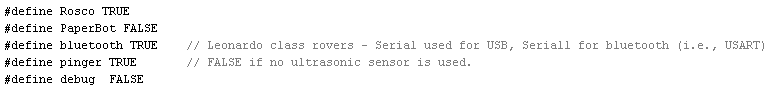 #define Rosco TRUE
#define PaperBot FALSE
#define bluetooth TRUE    // Leonardo class rovers - Serial used for USB, Serial1 for bluetooth (i.e., USART)
#define pinger TRUE       // FALSE if no ultrasonic sensor is used.
#define debug  FALSE